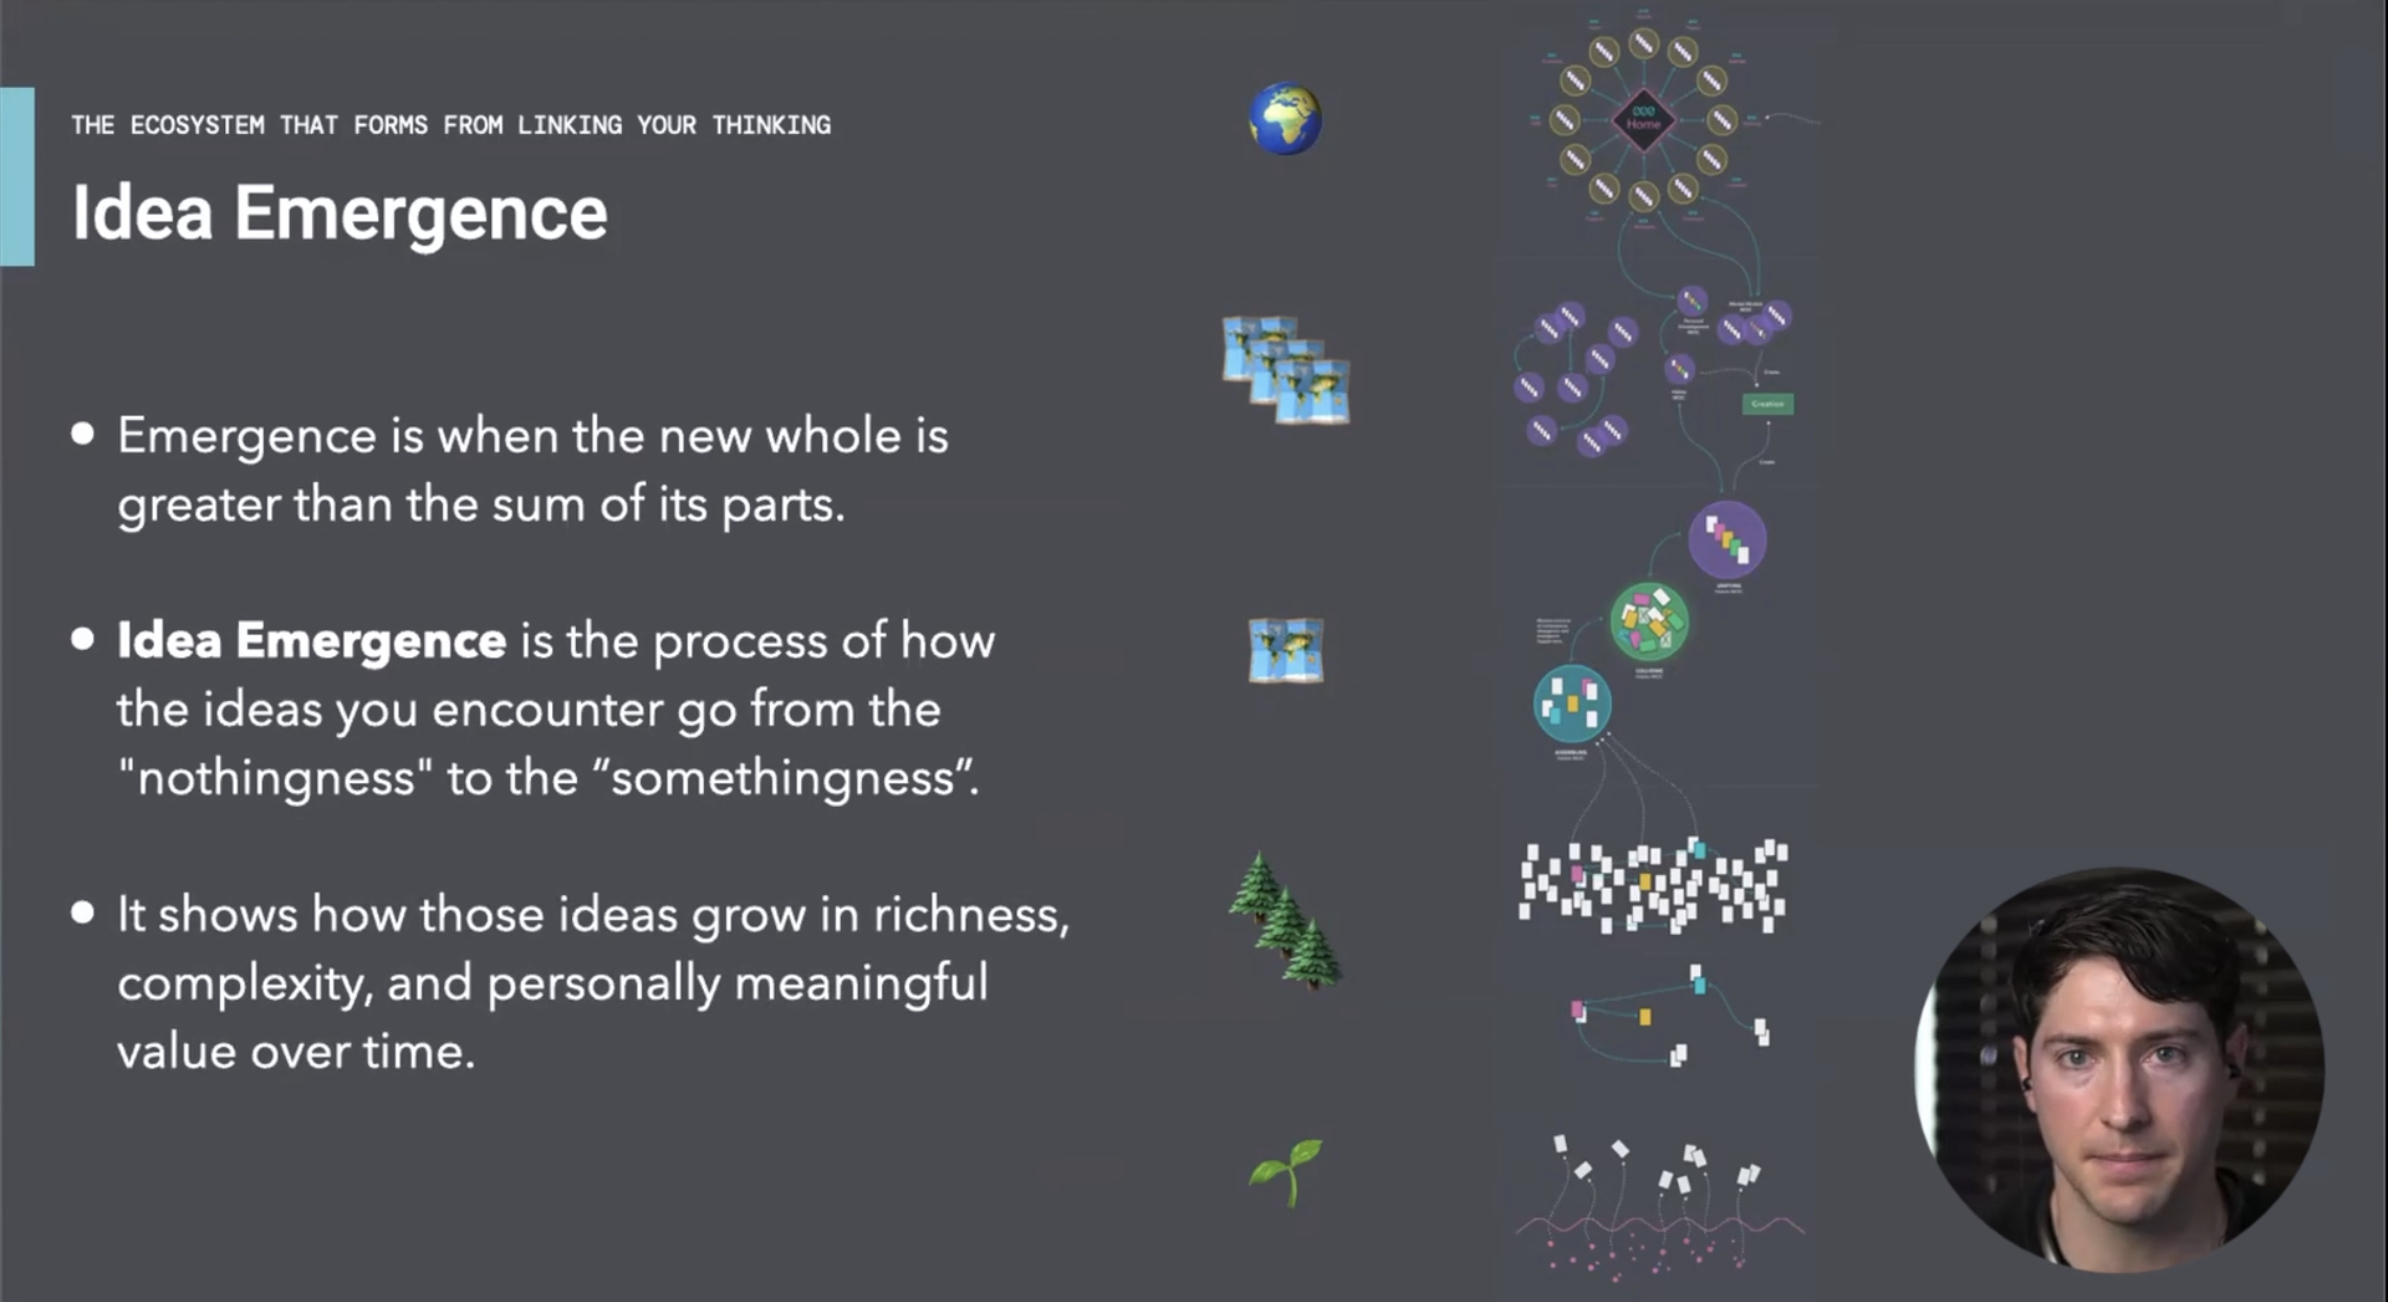 THE ECOSYSTEM THAT FORMS FROM LINKING YOUR THINKING
Idea Emergence
• Emergence is when the new whole is
greater than the sum of its parts.
• Idea Emergence is the process of how
the ideas you encounter go from the
"nothingness" to the “somethingness”.
• It shows how those ideas grow in richness,
complexity, and personally meaningful
value over time.
000
Home
Creation